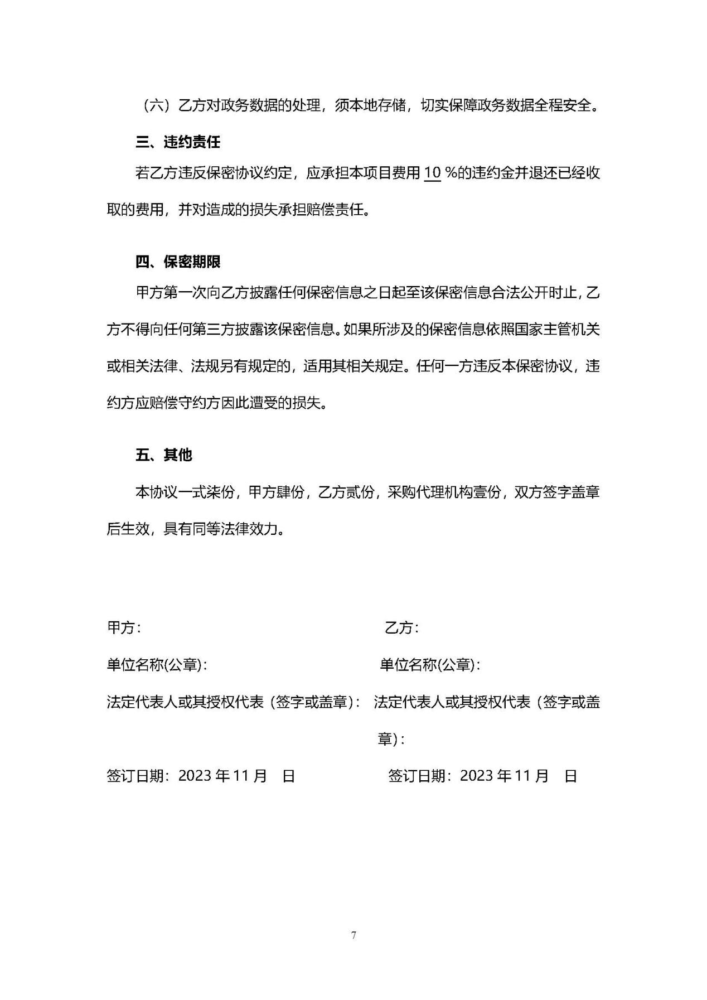 （六）乙方对政务数据的处理，须本地存储，切实保障政务数据全程安全。
三、违约责任
若乙方违反保密协议约定，应承担本项目费用 10 %的违约金并退还已经收
取的费用，并对造成的损失承担赔偿责任。
四、保密期限
甲方第一次向乙方披露任何保密信息之日起至该保密信息合法公开时止，乙
方不得向任何第三方披露该保密信息。如果所涉及的保密信息依照国家主管机关
或相关法律、法规另有规定的，适用其相关规定。任何一方违反本保密协议，违
约方应赔偿守约方因此遭受的损失。
五、其他
本协议一式柒份，甲方肆份，乙方贰份，采购代理机构壹份，双方签字盖章
后生效，具有同等法律效力。
甲方： 乙方：
单位名称(公章)： 单位名称(公章)：
法定代表人或其授权代表（签字或盖章）： 法定代表人或其授权代表（签字或盖
章）：
签订日期：2023 年 11 月 日 签订日期：2023 年 11 月 日
7